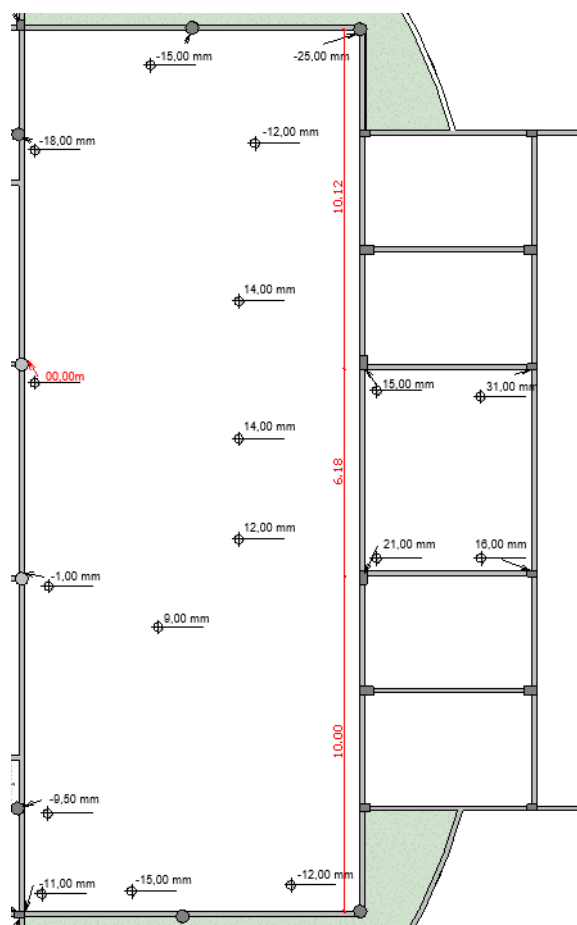 -15,00 mm
-25,00 mm
-18,00 mm
-12,00 mm
10.12
14,00 mm
00,00m
15,00 mm
31,00 mm
14,00 mm
6.18
12,00 mm
21,00 mm
16,00 mm
-1,00 mm
9,00 mm
10.00
-9,50 mm
-11,00 mm
-15,00 mm
-12,00 mm